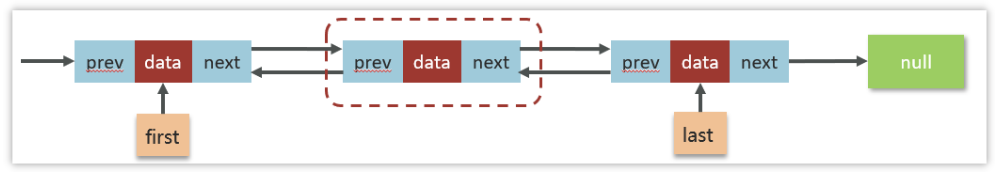 prev data next
prev data next
prev data next
null
first
last